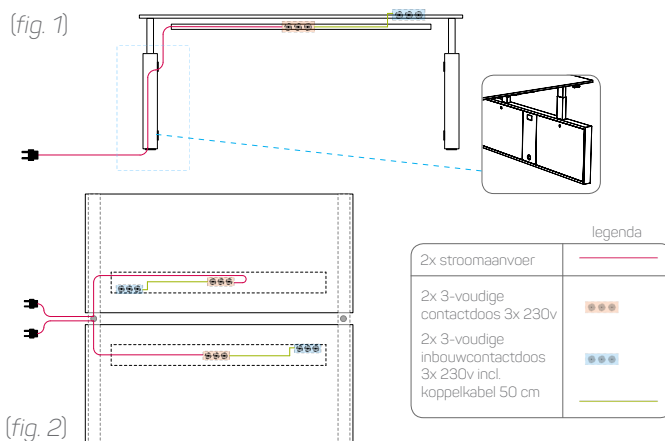 (fig. 1)
legenda
2x stroomaanvoer
2x 3-voudige
contactdoos 3x 230v
2x 3-voudige
inbouwcontactdoos
3x 230v incl.
koppelkabel 50 cm
(fig. 2)